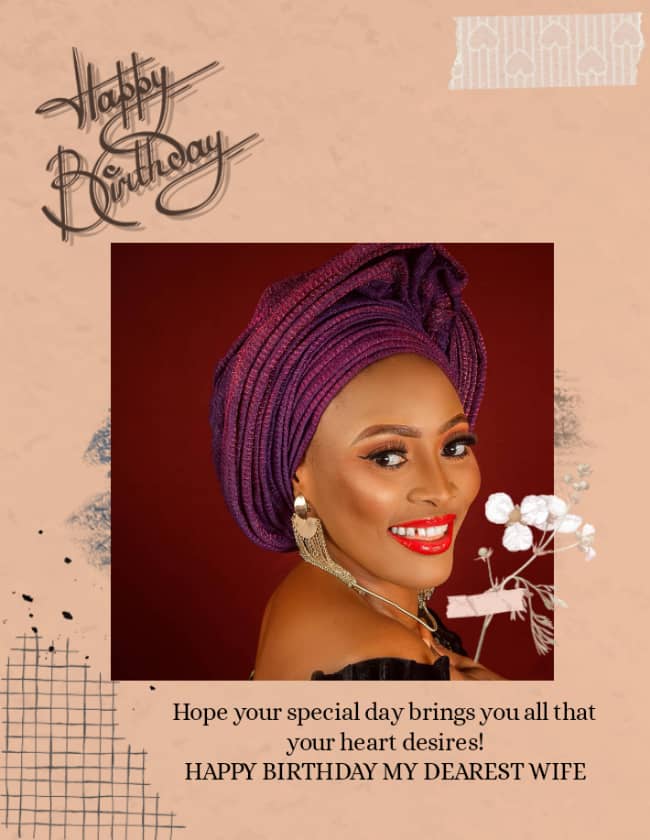 Happy
Birthday
Hope your special day brings you all that
your heart desires!
HAPPY BIRTHDAY MY DEAREST WIFE